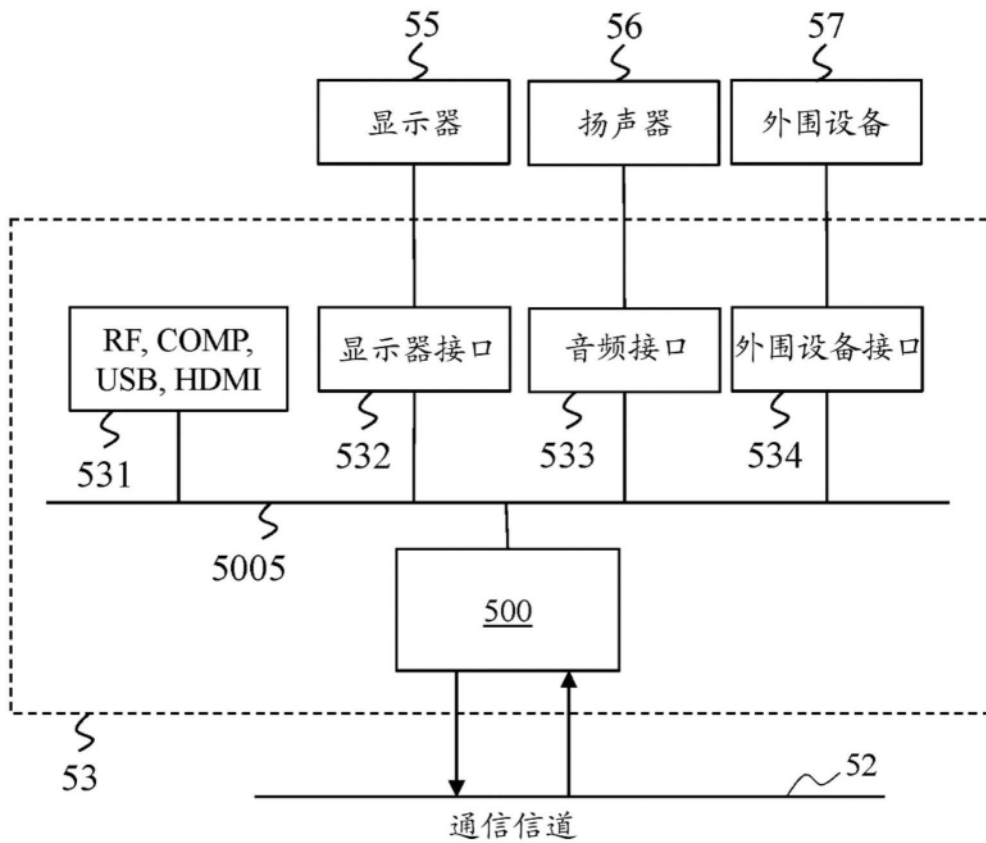 55
56
57
显示器
扬声器
外围设备
RF, COMP,
USB, HDMI
显示器接口
音频接口
外围设备接口
531
532
533
534
5005
500
53
52
通信信道